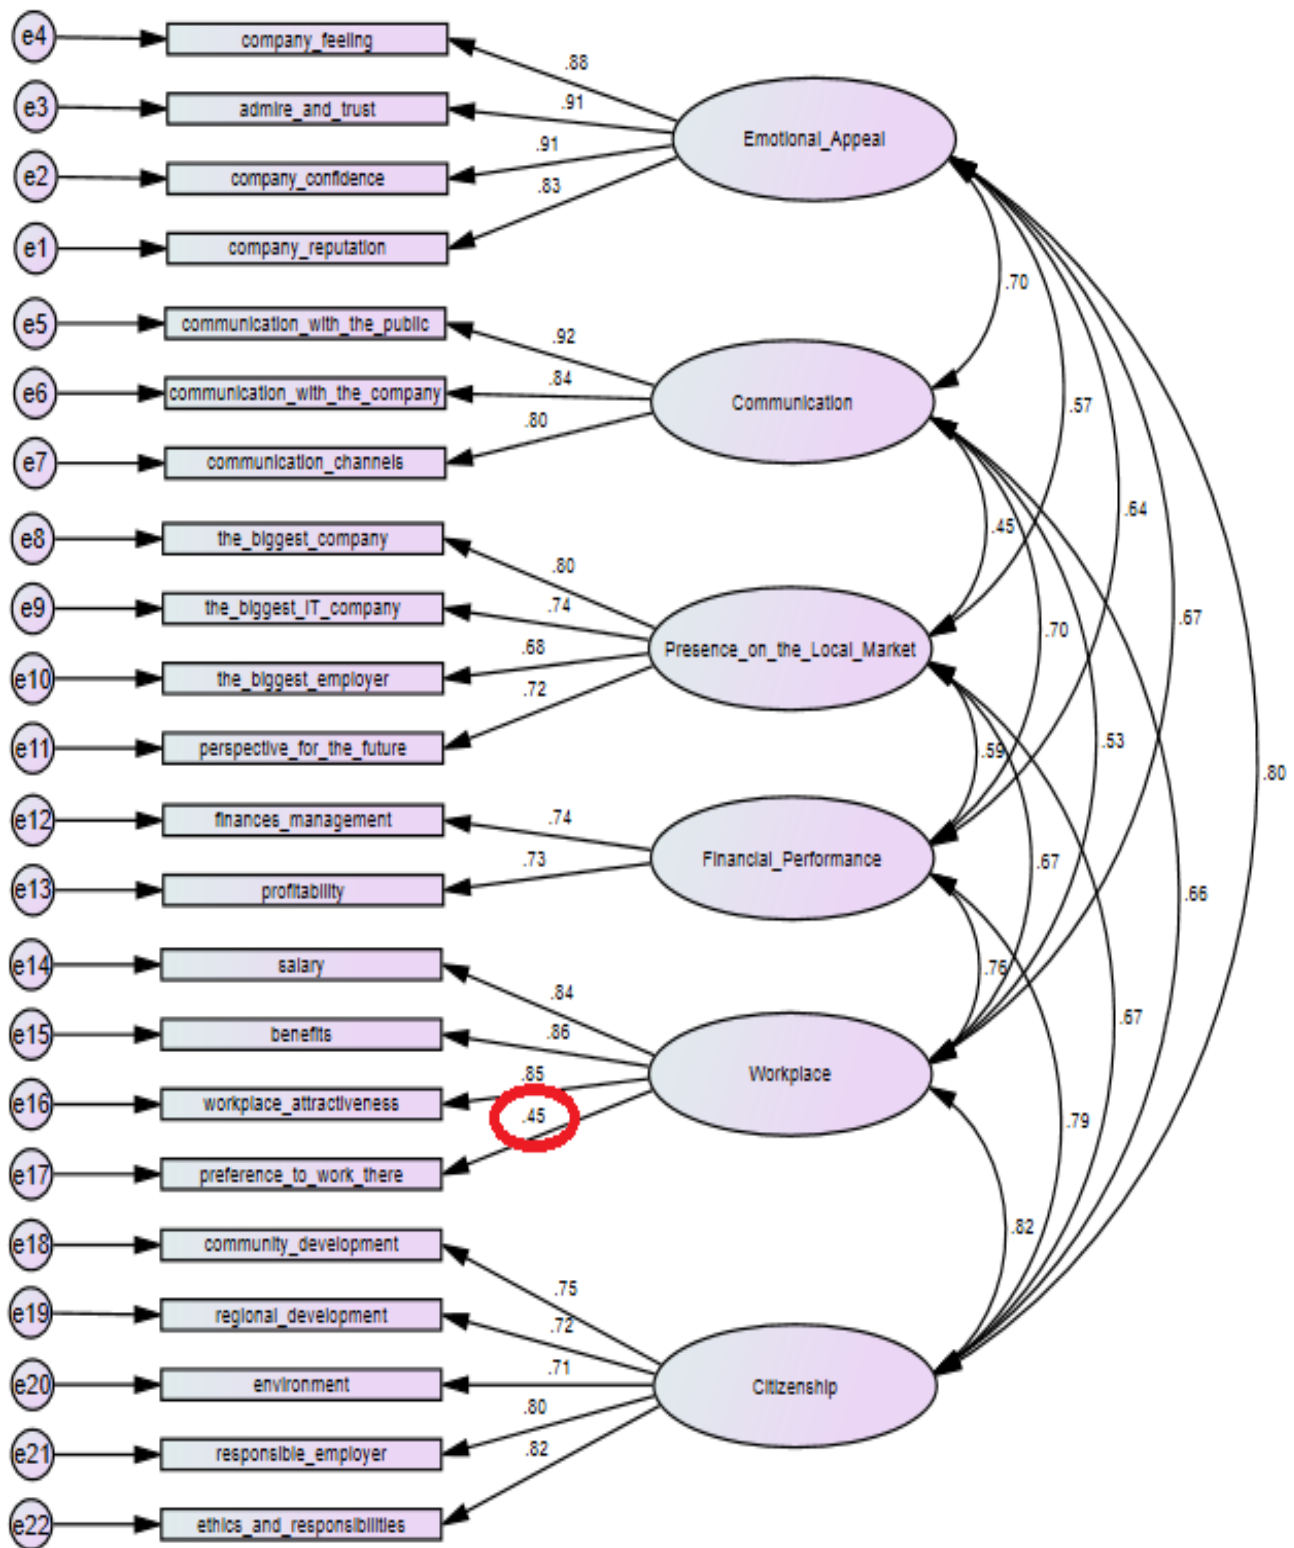 e4
company_feeling
.88
e3
admire_and_trust
.91
Emotional_Appeal
e2
company_confidence
.91
e1
company_reputation
.83
.70
e5
communication_with_the_public
.92
e6
communication_with_the_company
.84
Communication
.57
e7
communication_channels
.80
.64
.45
e8
the_biggest_company
.80
e9
the_biggest_IT_company
.74
.67
.70
e10
the_biggest_employer
.68
Presence_on_the_Local_Market
e11
perspective_for_the_future
.72
.59
.53
.80
e12
finances_management
.74
Financial_Performance
.67
e13
profitability
.73
.66
e14
salary
.84
.76
e15
benefits
.86
.67
e16
workplace_attractiveness
.85
Workplace
.45
.79
e17
preference_to_work_there
.82
e18
community_development
.75
e19
regional_development
.72
e20
environment
.71
Citizenship
e21
responsible_employer
.80
e22
ethics_and_responsibilities
.82